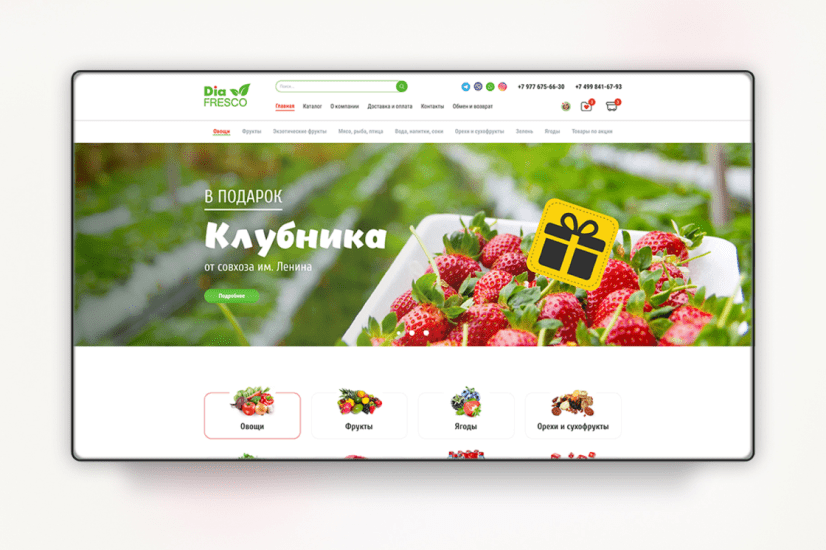 Dia
FRESCO
Поиск...
+7 977 675-66-30 +7 499 841-67-93
Главная Каталог О компании Доставка и оплата Контакты Обмен и возврат
Овощи Фрукты Экзотические фрукты Мясо, рыба, птица Вода, напитки, соки Орехи и сухофрукты Зелень Ягоды Товары по акции
В ПОДАРОК
Клубника
от совхоза им. Ленина
Подробнее
Овощи Фрукты Ягоды Орехи и сухофрукты